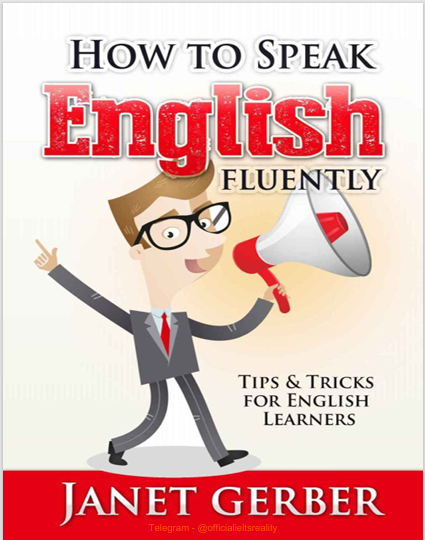 How to Speak
English
fluently
Tips & Tricks
for English
Learners
Janet Gerber
Telegram - @officialieltsreality